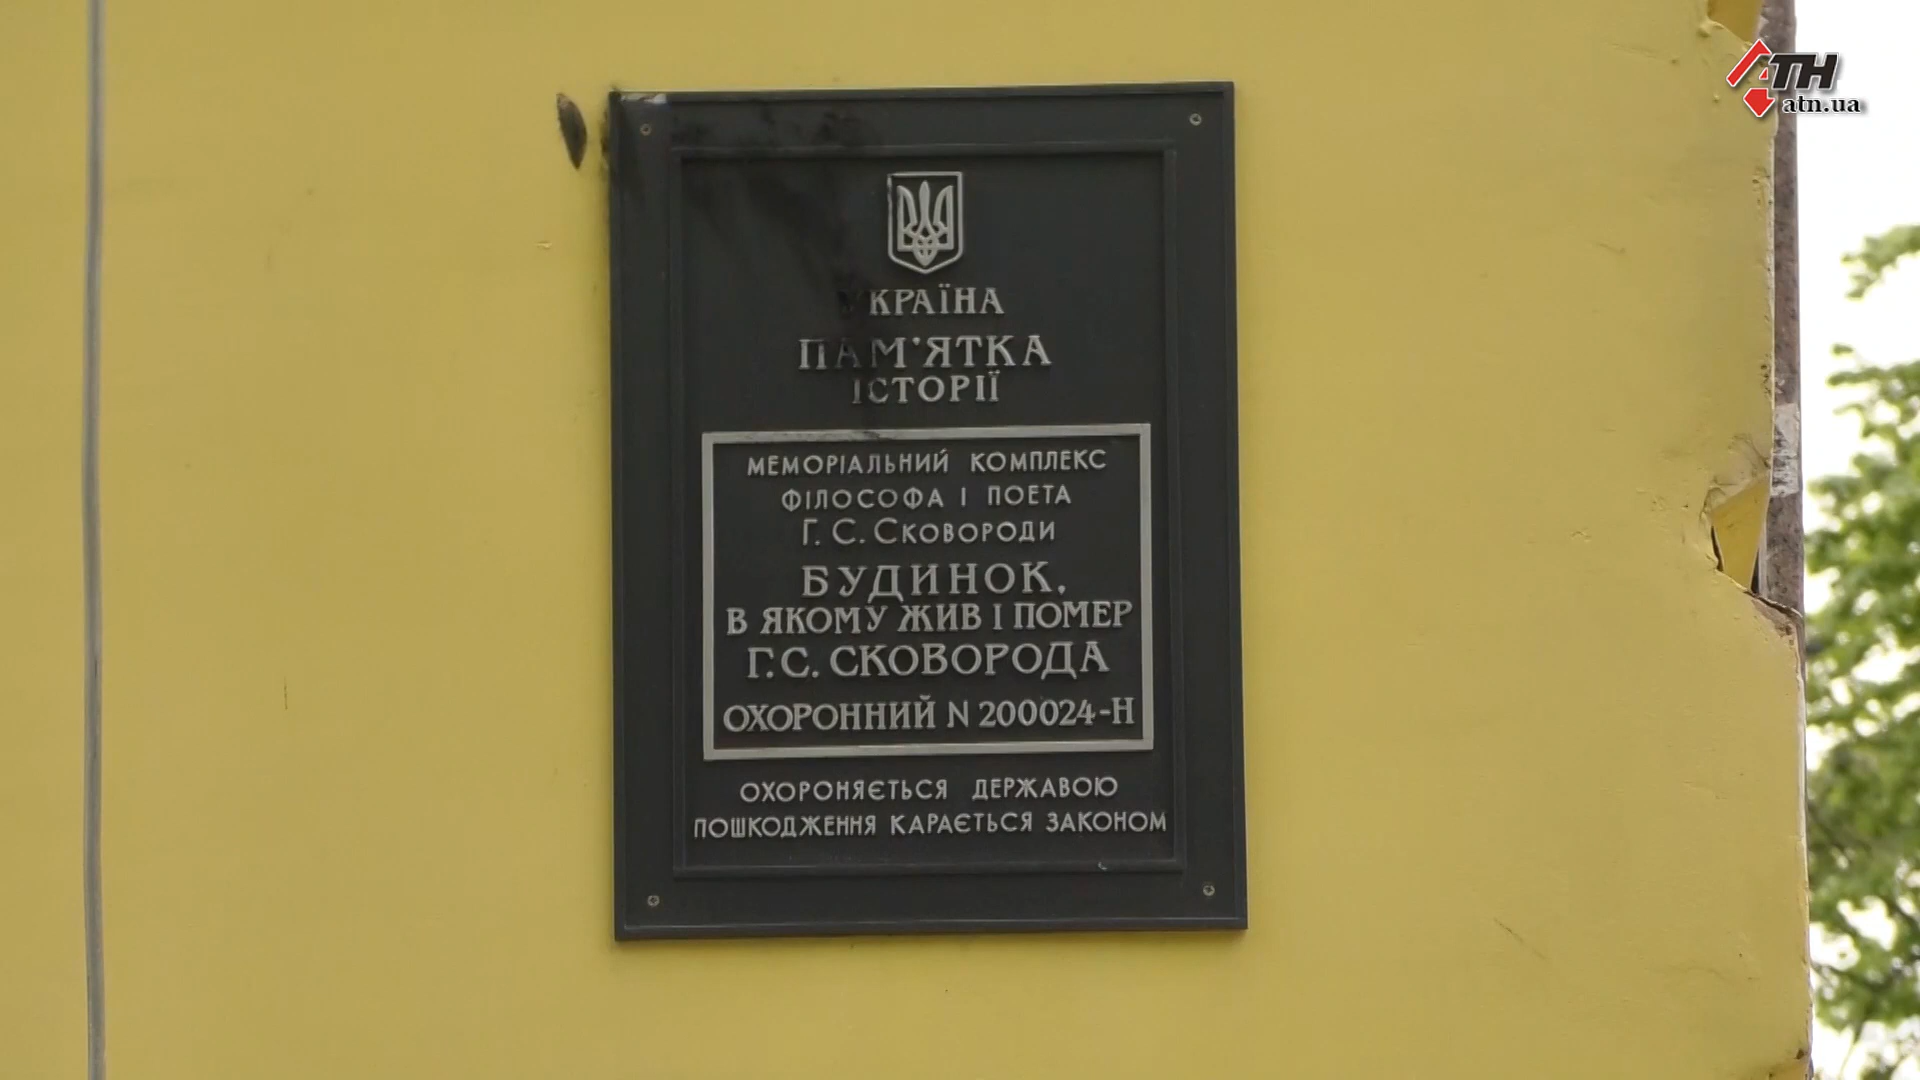 АТН
atn.ua
УКРАЇНА
ПАМ'ЯТКА
ІСТОРІЇ
МЕМОРІАЛЬНИЙ КОМПЛЕКС
ФІЛОСОФА І ПОЕТА
Г. С. СКОВОРОДИ
БУДИНОК,
В ЯКОМУ ЖИВ І ПОМЕР
Г.С. СКОВОРОДА
ОХОРОННИЙ N 200024-Н
ОХОРОНЯЄТЬСЯ ДЕРЖАВОЮ
ПОШКОДЖЕННЯ КАРАЄТЬСЯ ЗАКОНОМ